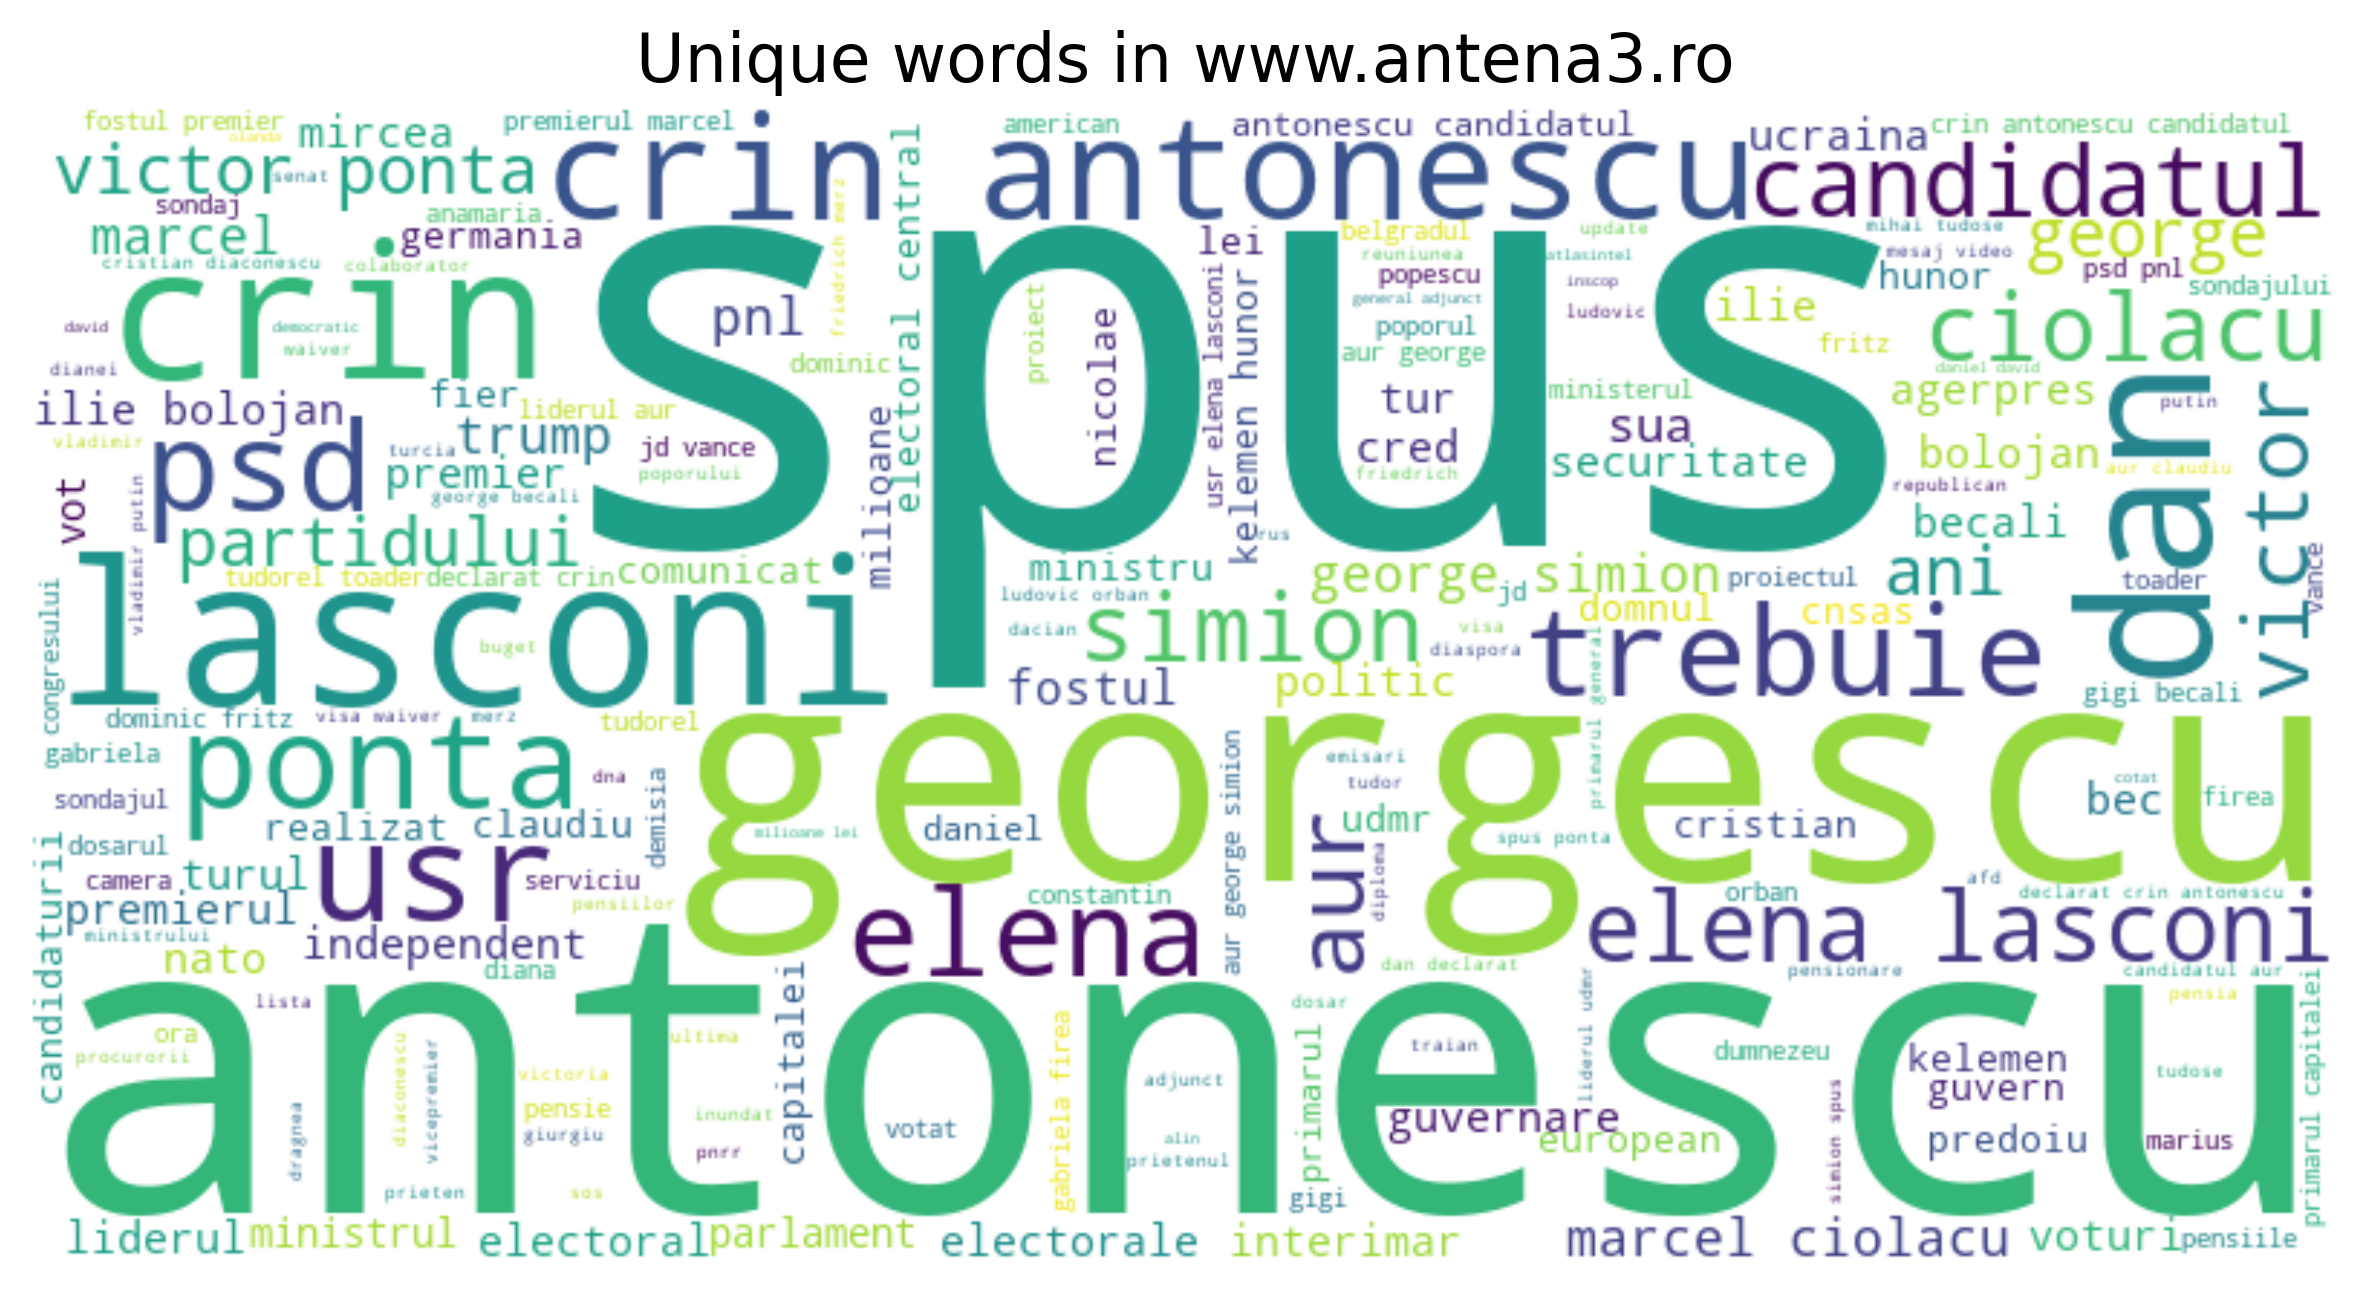 Unique words in www.antena3.ro
fostul premier
olanda
mircea
premierul marcel
crin antonescu
american
antonescu candidatul
ucraina
crin antonescu candidatul
victor ponta
senat
candidatul
sondaj
marcel
anamaria
germania
cristian diaconescu
colaborator
friedrich merz
electoral central
spus
lei
belgradul
reuniunea
popescu
general adjunct
poporul
aur george
update
atlasintel
inscop
ludovic
mihai tudose
mesaj video
hunor
george
psd pnl
sondajului
crin
david
democratic
waiver
dianei
pnl
dominic
proiect
nicolae
usr elena lasconi
kelemen hunor
ilie
fritz
ciolacu
daniel david
ilie bolojan
fier
liderul aur
trump
jd vance
milioane
tur
cred
friedrich
ministerul
sua
securitate
agerpres
putin
bolojan
aur claudiu
republican
becali
dan
victor
vladimir
psd
turcia
premier
george becali
poporului
vot
vladimir putin
partidului
rus
tudorel toader
declarat crin
comunicat
ministru
ludovic orban
george simion
jd
proiectul
ani
toader
vance
congresului
lasconi
buget
dacian
simion
visa
diaspora
domnul
cnsas
trebuie
fostul
politic
primarul general
gigi becali
dominic fritz
visa waiver
merz
tudorel
georgescu
gabriela
ponta
dna
demisia
sondajul
realizat
claudiu
milioane lei
daniel
aur george simion
emisari
tudor
udmr
spus ponta
cristian
cotat
bec
firea
dosarul
candidaturii
camera
turul
usr
serviciu
pensiilor
premierul
ministrului
independent
elena
constantin
aur
diploma
orban
afd
declarat crin antonescu
elena lasconi
nato
diana
capitalei
dan declarat
liderul udmr
pensionare
candidatul aur
primarul capitalei
antonescu
lista
ora
procurorii
diaconescu
vicepremier
dragnea
prieten
ultima
victoria
pensie
giurgiu
inundat
pnrr
sos
votat
gabriela firea
adjunct
alin
prietenul
dosar
primarul
gigi
traian
guvernare
european
dumnezeu
simion spus
kelemen
guvern
predoiu
pensia
tudose
marius
liderul
ministrul
electoral
parlament
electorale
interimar
marcel ciolacu
voturi
pensiile